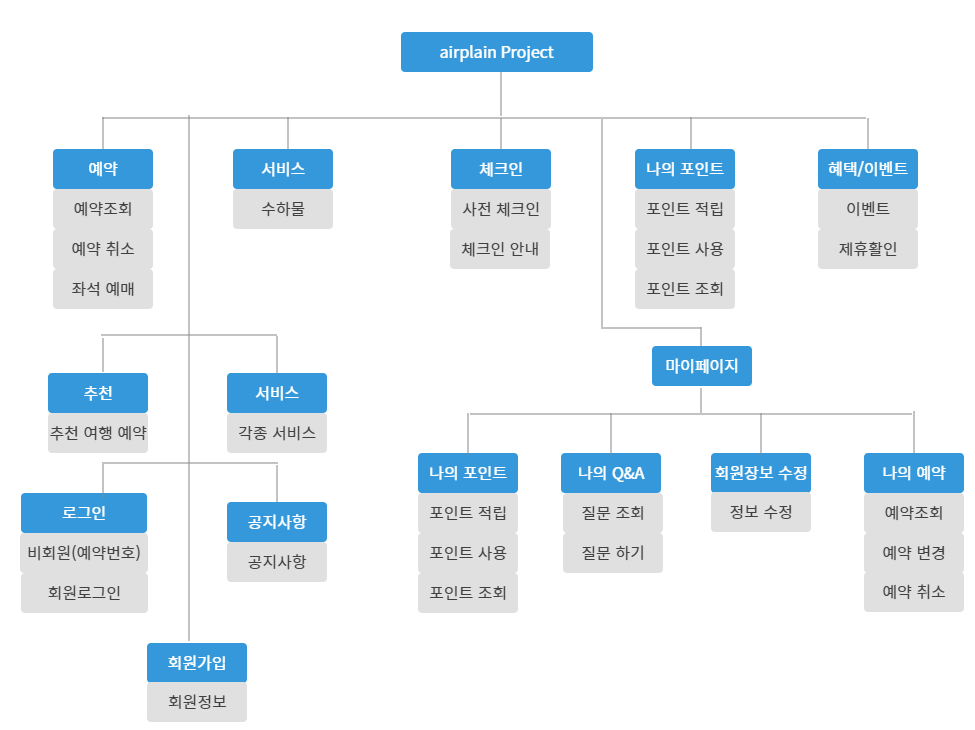 airplain Project
예약
예약조회
예약 취소
좌석 예매
서비스
수하물
체크인
사전 체크인
체크인 안내
나의 포인트
포인트 적립
포인트 사용
포인트 조회
혜택/이벤트
이벤트
제휴활인
추천
추천 여행 예약
서비스
각종 서비스
로그인
비회원(예약번호)
회원로그인
공지사항
공지사항
회원가입
회원정보
마이페이지
나의 포인트
포인트 적립
포인트 사용
포인트 조회
나의 Q&A
질문 조회
질문 하기
회원장보 수정
정보 수정
나의 예약
예약조회
예약 변경
예약 취소